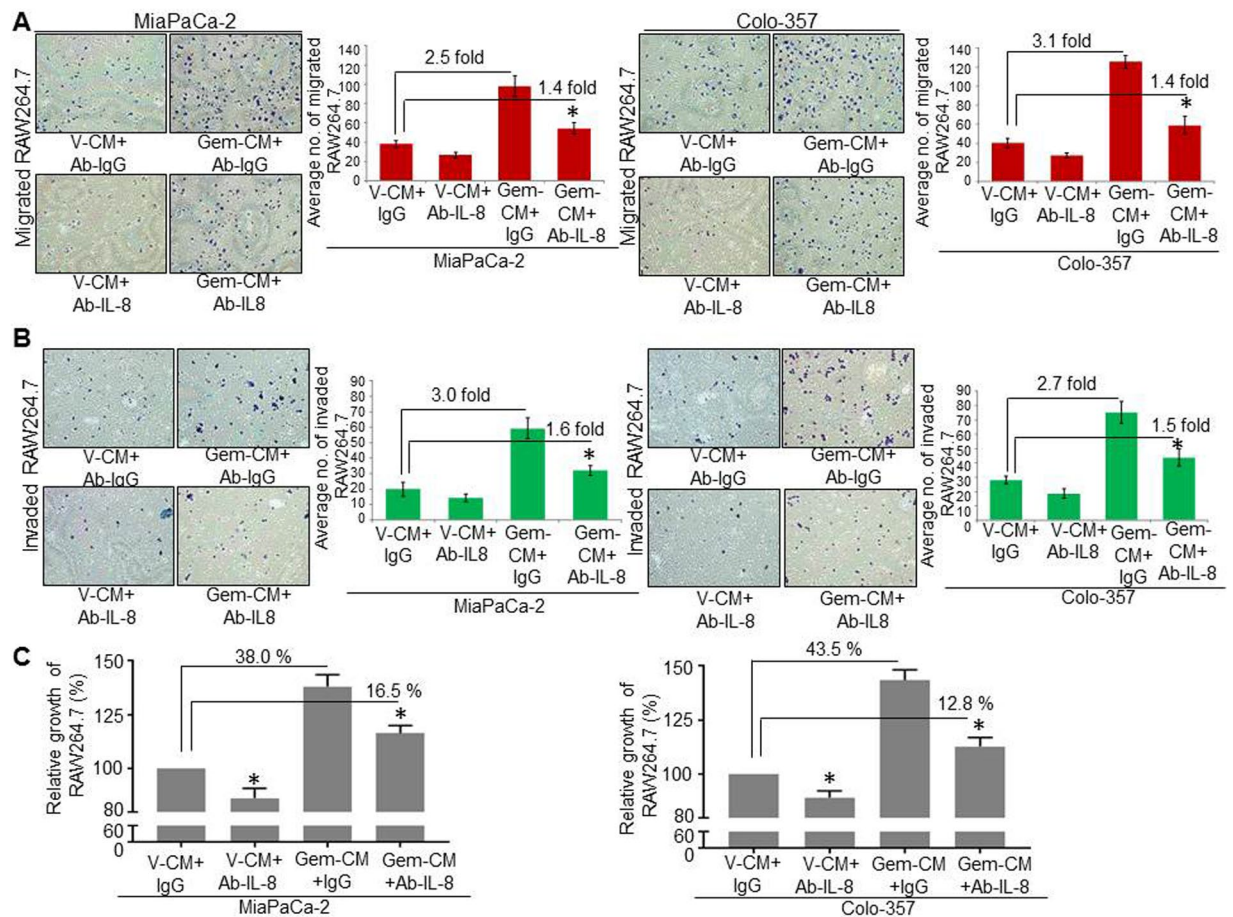 A
MiaPaCa-2
Migrated RAW264.7
V-CM+
Ab-IgG
Gem-CM+
Ab-IgG
V-CM+
Ab-IL-8
Gem-CM+
Ab-IL8
Average no. of migrated
RAW264.7
140
120
100
80
60
40
20
0
2.5 fold
1.4 fold
*
V-CM+
IgG
V-CM+
Ab-IL-8
Gem-
CM+
IgG
Gem-
CM+
Ab-IL-8
MiaPaCa-2
Colo-357
Migrated RAW264.7
V-CM+
Ab-IgG
Gem-CM+
Ab-IgG
V-CM+
Ab-IL-8
Gem-CM+
Ab-IL8
Average no. of migrated
RAW264.7
140
120
100
80
60
40
20
0
3.1 fold
1.4 fold
*
V-CM+
IgG
V-CM+
Ab-IL-8
Gem-
CM+
IgG
Gem-
CM+
Ab-IL-8
Colo-357
B
Invaded RAW264.7
V-CM+
Ab-IgG
Gem-CM+
Ab-IgG
V-CM+
Ab-IL-8
Gem-CM+
Ab-IL8
Average no. of invaded
RAW264.7
90
80
70
60
50
40
30
20
10
0
3.0 fold
1.6 fold
*
V-CM+
IgG
V-CM+
Ab-IL8
Gem-
CM+
IgG
Gem-
CM+
Ab-IL-8
MiaPaCa-2
Invaded RAW264.7
V-CM+
Ab-IgG
Gem-CM+
Ab-IgG
V-CM+
Ab-IL-8
Gem-CM+
Ab-IL8
Average no. of invaded
RAW264.7
90
80
70
60
50
40
30
20
10
0
2.7 fold
1.5 fold
*
V-CM+
IgG
V-CM+
Ab-IL8
Gem-
CM+
IgG
Gem-
CM+
Ab-IL-8
Colo-357
C
Relative growth of
RAW264.7 (%)
150
125
100
80
60
0
38.0 %
16.5 %
*
*
V-CM+
IgG
V-CM+
Ab-IL-8
Gem-CM
+IgG
Gem-CM
+Ab-IL-8
MiaPaCa-2
Relative growth of
RAW264.7 (%)
150
125
100
80
60
0
43.5 %
12.8 %
*
*
V-CM+
IgG
V-CM+
Ab-IL-8
Gem-CM
+IgG
Gem-CM
+Ab-IL-8
Colo-357